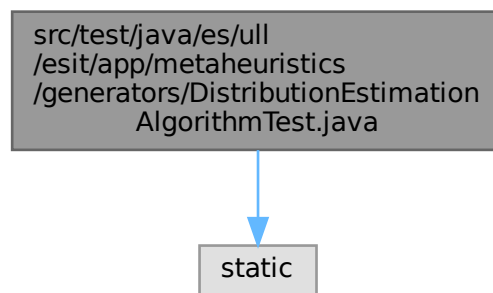 src/test/java/es/ull
/esit/app/metaheuristics
/generators/DistributionEstimation
AlgorithmTest.java
static